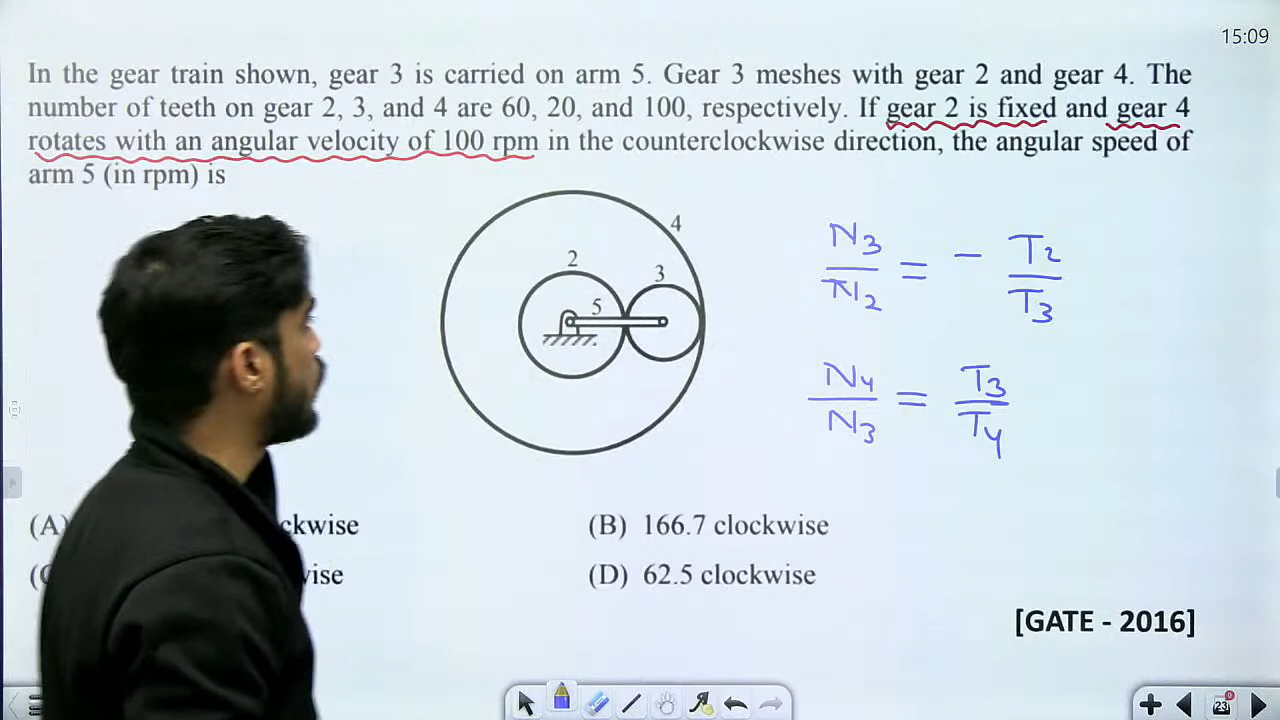 15:09
In the gear train shown, gear 3 is carried on arm 5. Gear 3 meshes with gear 2 and gear 4. The
number of teeth on gear 2, 3, and 4 are 60, 20, and 100, respectively. If gear 2 is fixed and gear 4
rotates with an angular velocity of 100 rpm in the counterclockwise direction, the angular speed of
arm 5 (in rpm) is
4
2
3
5
N3 / N2 = - T2 / T3
N4 / N3 = T3 / T4
(A)
(B) 166.7 clockwise
(D) 62.5 clockwise
[GATE - 2016]
23